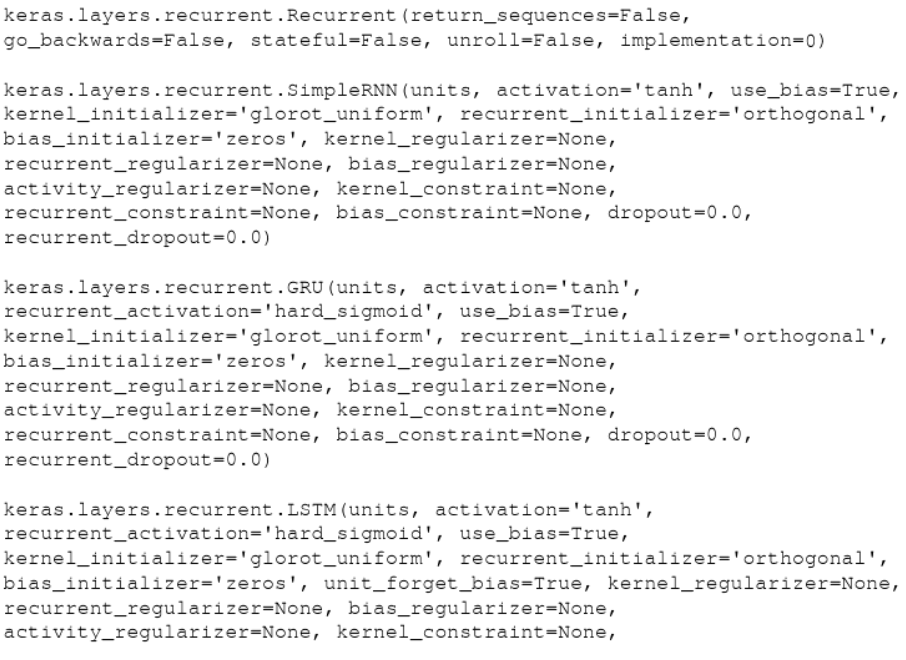 keras.layers.recurrent.Recurrent(return_sequences=False,
go_backwards=False, stateful=False, unroll=False, implementation=0)
keras.layers.recurrent.SimpleRNN(units, activation='tanh', use_bias=True,
kernel_initializer='glorot_uniform', recurrent_initializer='orthogonal',
bias_initializer='zeros', kernel_regularizer=None,
recurrent_regularizer=None, bias_regularizer=None,
activity_regularizer=None, kernel_constraint=None,
recurrent_constraint=None, bias_constraint=None, dropout=0.0,
recurrent_dropout=0.0)
keras.layers.recurrent.GRU(units, activation='tanh',
recurrent_activation='hard_sigmoid', use_bias=True,
kernel_initializer='glorot_uniform', recurrent_initializer='orthogonal',
bias_initializer='zeros', kernel_regularizer=None,
recurrent_regularizer=None, bias_regularizer=None,
activity_regularizer=None, kernel_constraint=None,
recurrent_constraint=None, bias_constraint=None, dropout=0.0,
recurrent_dropout=0.0)
keras.layers.recurrent.LSTM(units, activation='tanh',
recurrent_activation='hard_sigmoid', use_bias=True,
kernel_initializer='glorot_uniform', recurrent_initializer='orthogonal',
bias_initializer='zeros', unit_forget_bias=True, kernel_regularizer=None,
recurrent_regularizer=None, bias_regularizer=None,
activity_regularizer=None, kernel_constraint=None,